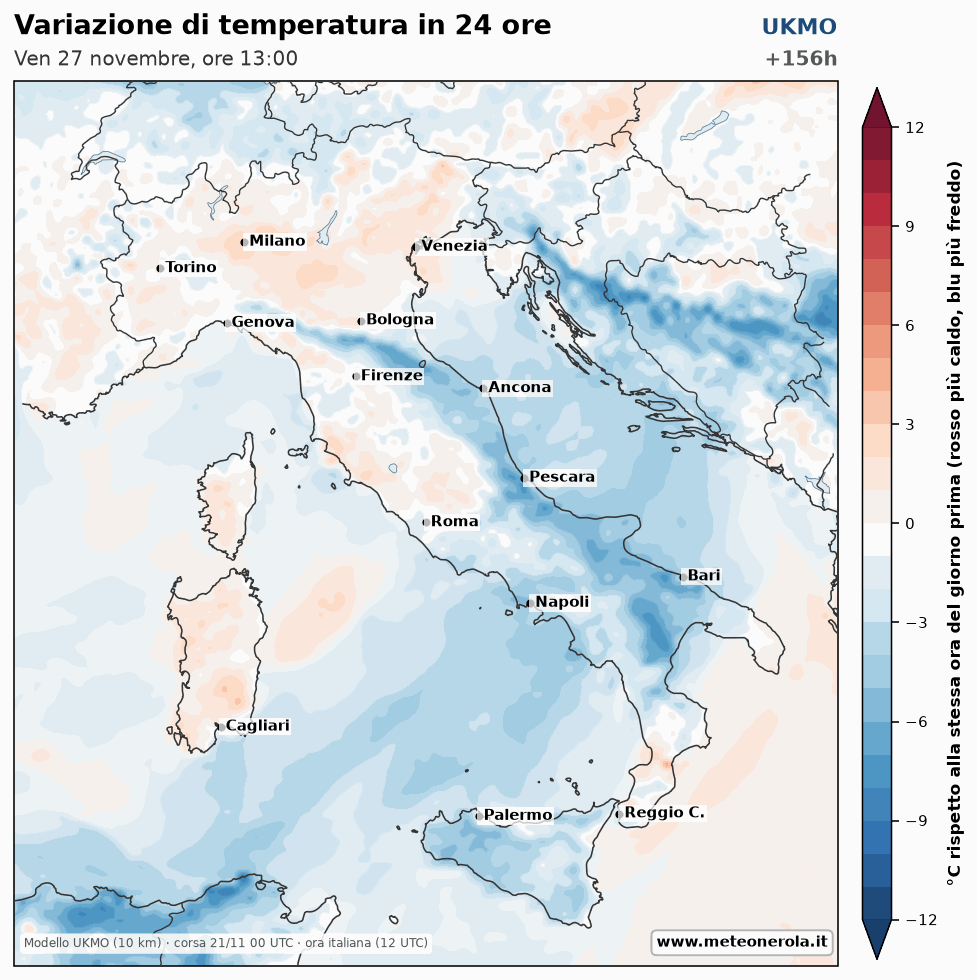 Variazione di temperatura in 24 ore
UKMO
Ven 27 novembre, ore 13:00
+156h
Milano
Venezia
Torino
Genova
Bologna
Firenze
Ancona
Pescara
Roma
Bari
Napoli
Cagliari
Palermo
Reggio C.
12
9
6
3
0
−3
−6
−9
−12
°C rispetto alla stessa ora del giorno prima (rosso più caldo, blu più freddo)
Modello UKMO (10 km) · corsa 21/11 00 UTC · ora italiana (12 UTC)
www.meteonerola.it